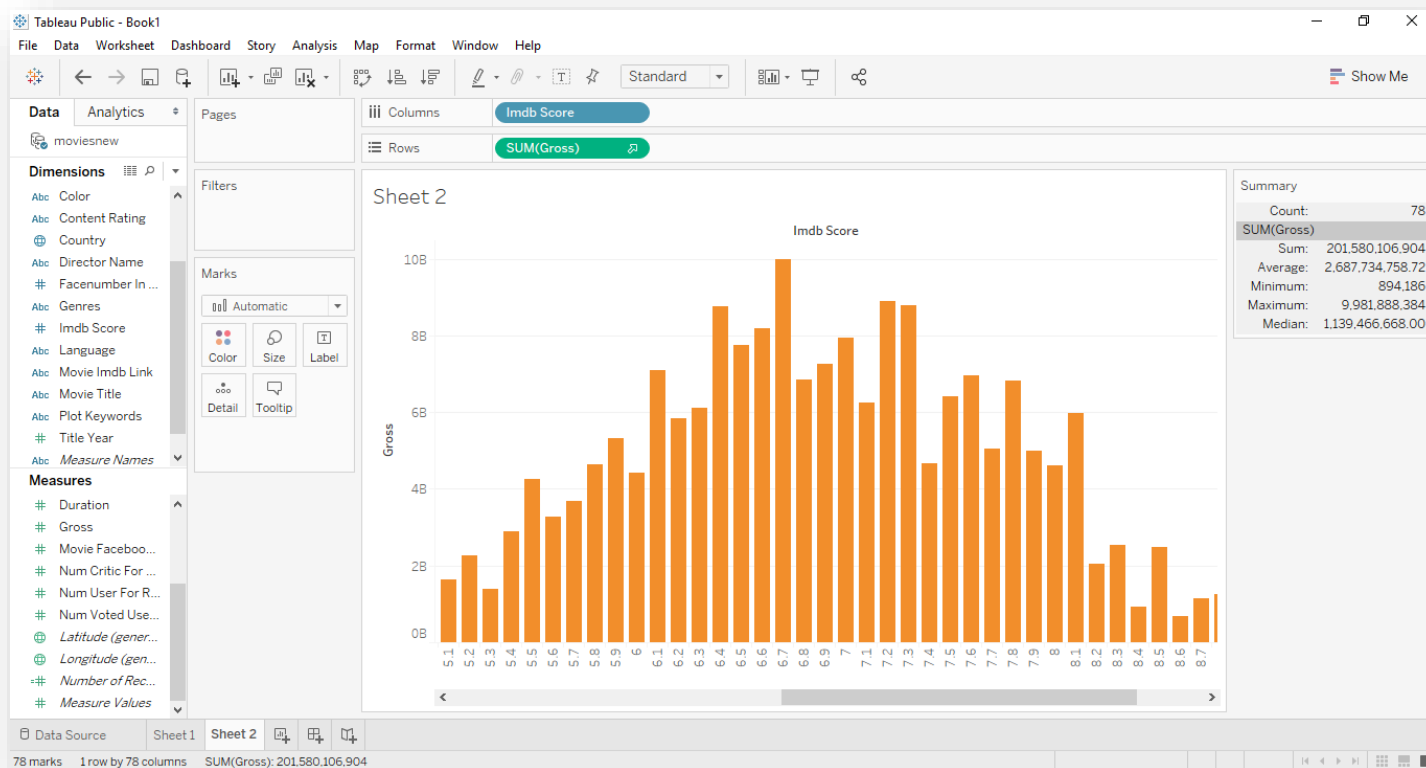 Tableau Public - Book1
File Data Worksheet Dashboard Story Analysis Map Format Window Help
Standard
Show Me
Data Analytics
moviesnew
Dimensions
Abc Color
Abc Content Rating
Country
Abc Director Name
# Facenumber In ...
Abc Genres
# Imdb Score
Abc Language
Abc Movie Imdb Link
Abc Movie Title
Abc Plot Keywords
# Title Year
Abc Measure Names
Measures
# Duration
# Gross
# Movie Faceboo...
# Num Critic For ...
# Num User For R...
# Num Voted Use...
Latitude (gener...
Longitude (gen...
=# Number of Rec...
# Measure Values
Pages
Filters
Marks
Automatic
Color Size Label
Detail Tooltip
Columns Imdb Score
Rows SUM(Gross)
Sheet 2
Imdb Score
10B
8B
6B
4B
2B
0B
Gross
5.1 5.2 5.3 5.4 5.5 5.6 5.7 5.8 5.9 6 6.1 6.2 6.3 6.4 6.5 6.6 6.7 6.8 6.9 7 7.1 7.2 7.3 7.4 7.5 7.6 7.7 7.8 7.9 8 8.1 8.2 8.3 8.4 8.5 8.6 8.7
Summary
Count: 78
SUM(Gross)
Sum: 201,580,106,904
Average: 2,687,734,758.72
Minimum: 894,186
Maximum: 9,981,888,384
Median: 1,139,466,668.00
Data Source Sheet 1 Sheet 2
78 marks 1 row by 78 columns SUM(Gross): 201,580,106,904